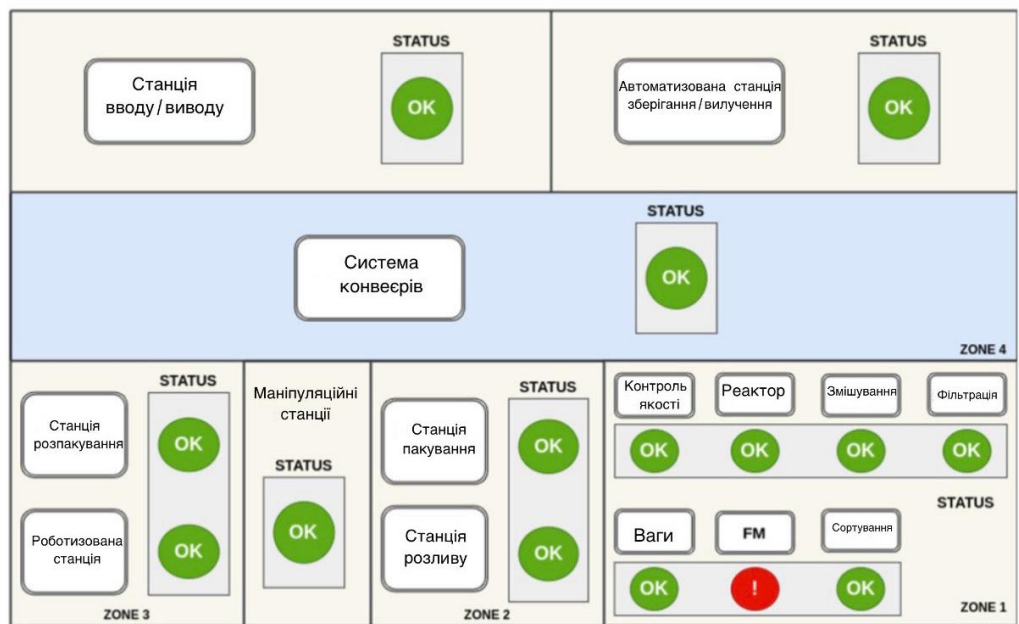 STATUS
Станція
вводу/виводу
OK
STATUS
Автоматизована станція
зберігання/вилучення
OK
STATUS
Система
конвеєрів
OK
ZONE 4
STATUS
Станція
розпакування
OK
Роботизована
станція
OK
ZONE 3
Маніпуляційні
станції
STATUS
OK
STATUS
Станція
пакування
OK
Станція
розливу
OK
ZONE 2
Контроль
якості
Реактор
Змішування
Фільтрація
OK
OK
OK
OK
STATUS
Ваги
FM
Сортування
OK
!
OK
ZONE 1